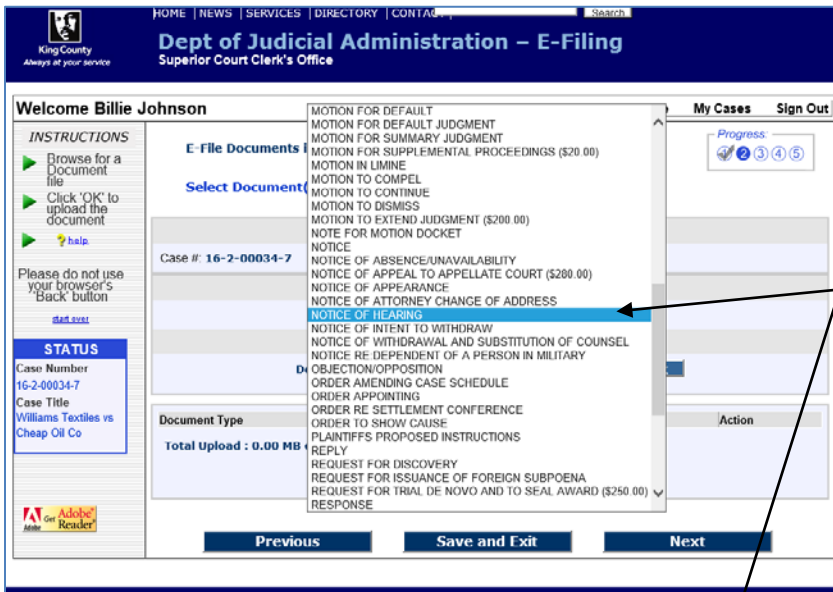 HOME | NEWS | SERVICES | DIRECTORY | CONTACT Search
King County
Always at your service
Dept of Judicial Administration – E-Filing
Superior Court Clerk's Office
Welcome Billie Johnson
My Cases Sign Out
INSTRUCTIONS
Browse for a
Document
file
Click 'OK' to
upload the
document
?help
Please do not use
your browser's
'Back' button
start over
STATUS
Case Number
16-2-00034-7
Case Title
Williams Textiles vs
Cheap Oil Co
Get Adobe®
Reader®
Adobe
E-File Documents
Select Document(
Progress:
2 3 4 5
Case #: 16-2-00034-7
MOTION FOR DEFAULT
MOTION FOR DEFAULT JUDGMENT
MOTION FOR SUMMARY JUDGMENT
MOTION FOR SUPPLEMENTAL PROCEEDINGS ($20.00)
MOTION IN LIMINE
MOTION TO COMPEL
MOTION TO CONTINUE
MOTION TO DISMISS
MOTION TO EXTEND JUDGMENT ($200.00)
NOTE FOR MOTION DOCKET
NOTICE
NOTICE OF ABSENCE/UNAVAILABILITY
NOTICE OF APPEAL TO APPELLATE COURT ($280.00)
NOTICE OF APPEARANCE
NOTICE OF ATTORNEY CHANGE OF ADDRESS
NOTICE OF HEARING
NOTICE OF INTENT TO WITHDRAW
NOTICE OF WITHDRAWAL AND SUBSTITUTION OF COUNSEL
NOTICE RE DEPENDENT OF A PERSON IN MILITARY
OBJECTION/OPPOSITION
ORDER AMENDING CASE SCHEDULE
ORDER APPOINTING
ORDER RE SETTLEMENT CONFERENCE
ORDER TO SHOW CAUSE
PLAINTIFFS PROPOSED INSTRUCTIONS
REPLY
REQUEST FOR DISCOVERY
REQUEST FOR ISSUANCE OF FOREIGN SUBPOENA
REQUEST FOR TRIAL DE NOVO AND TO SEAL AWARD ($250.00)
RESPONSE
Document Type Action
Total Upload : 0.00 MB
Previous Save and Exit Next